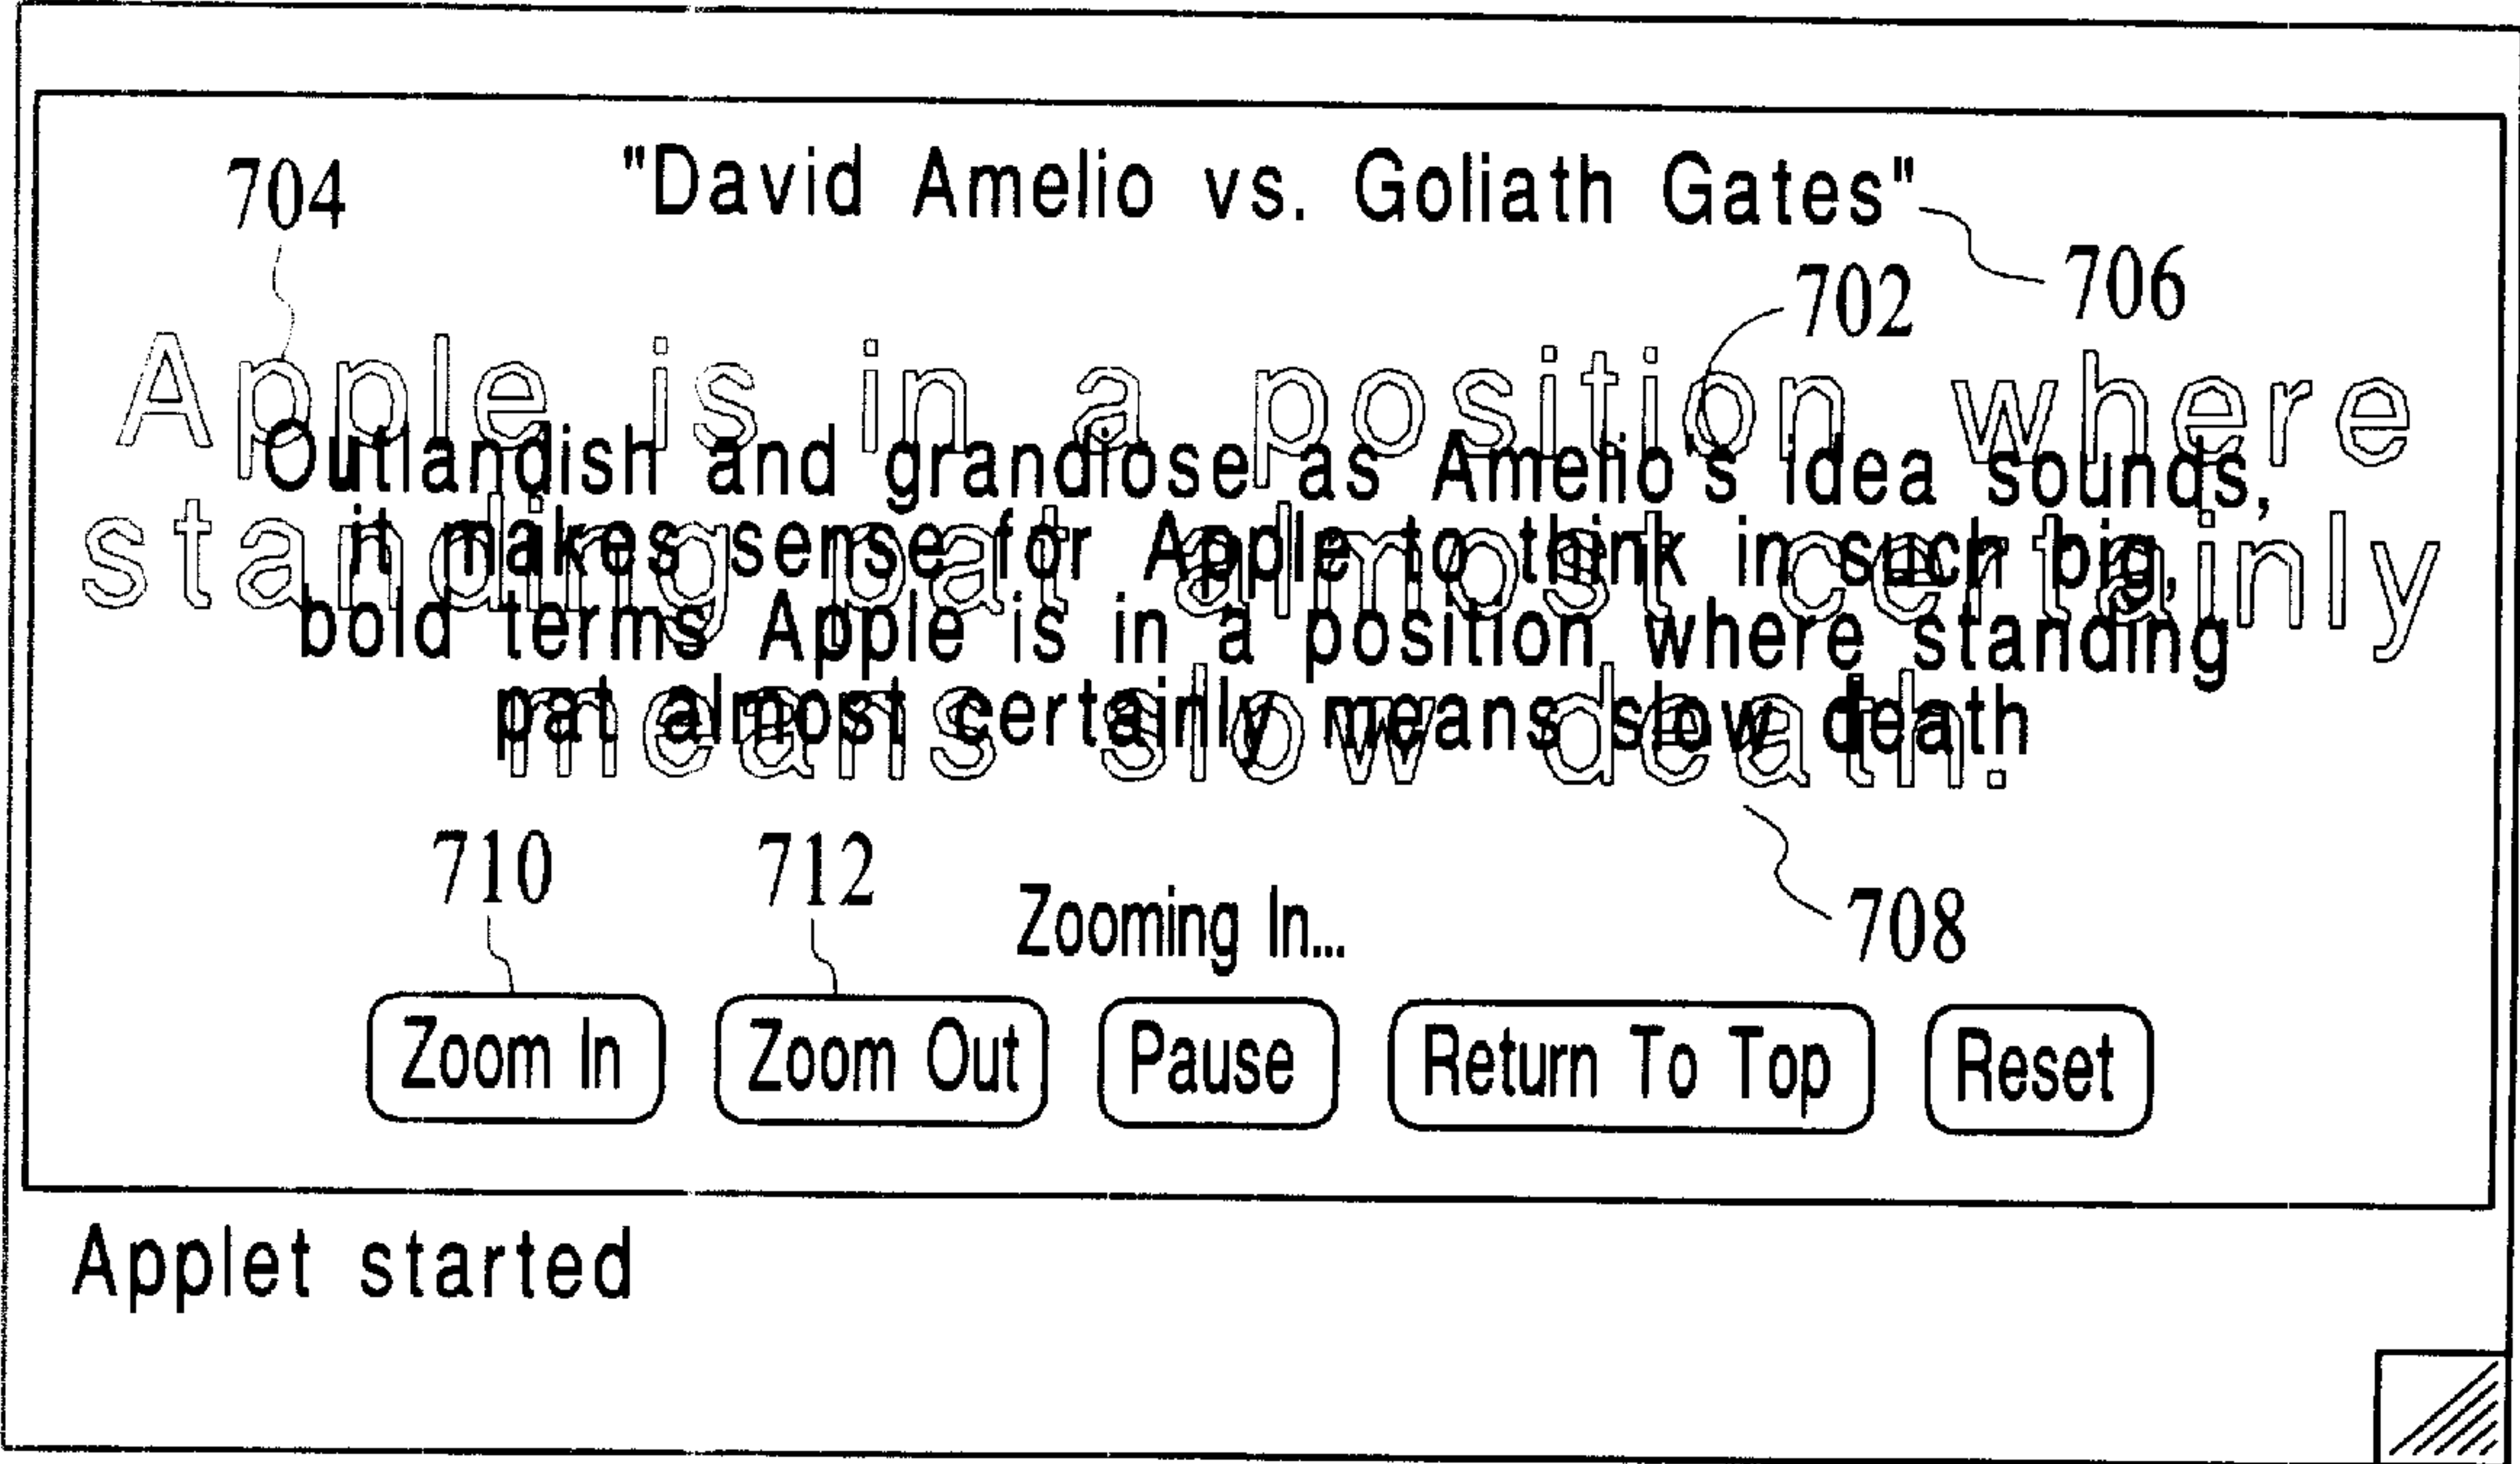 704
"David Amelio vs. Goliath Gates"
702
706
Apple is in a position where
standing pat almost certainly
means slow death.
Outlandish and grandiose as Amelio's idea sounds,
it makes sense for Apple to think in such big,
bold terms Apple is in a position where standing
pat almost certainly means slow death
710
712
Zooming In...
708
Zoom In
Zoom Out
Pause
Return To Top
Reset
Applet started